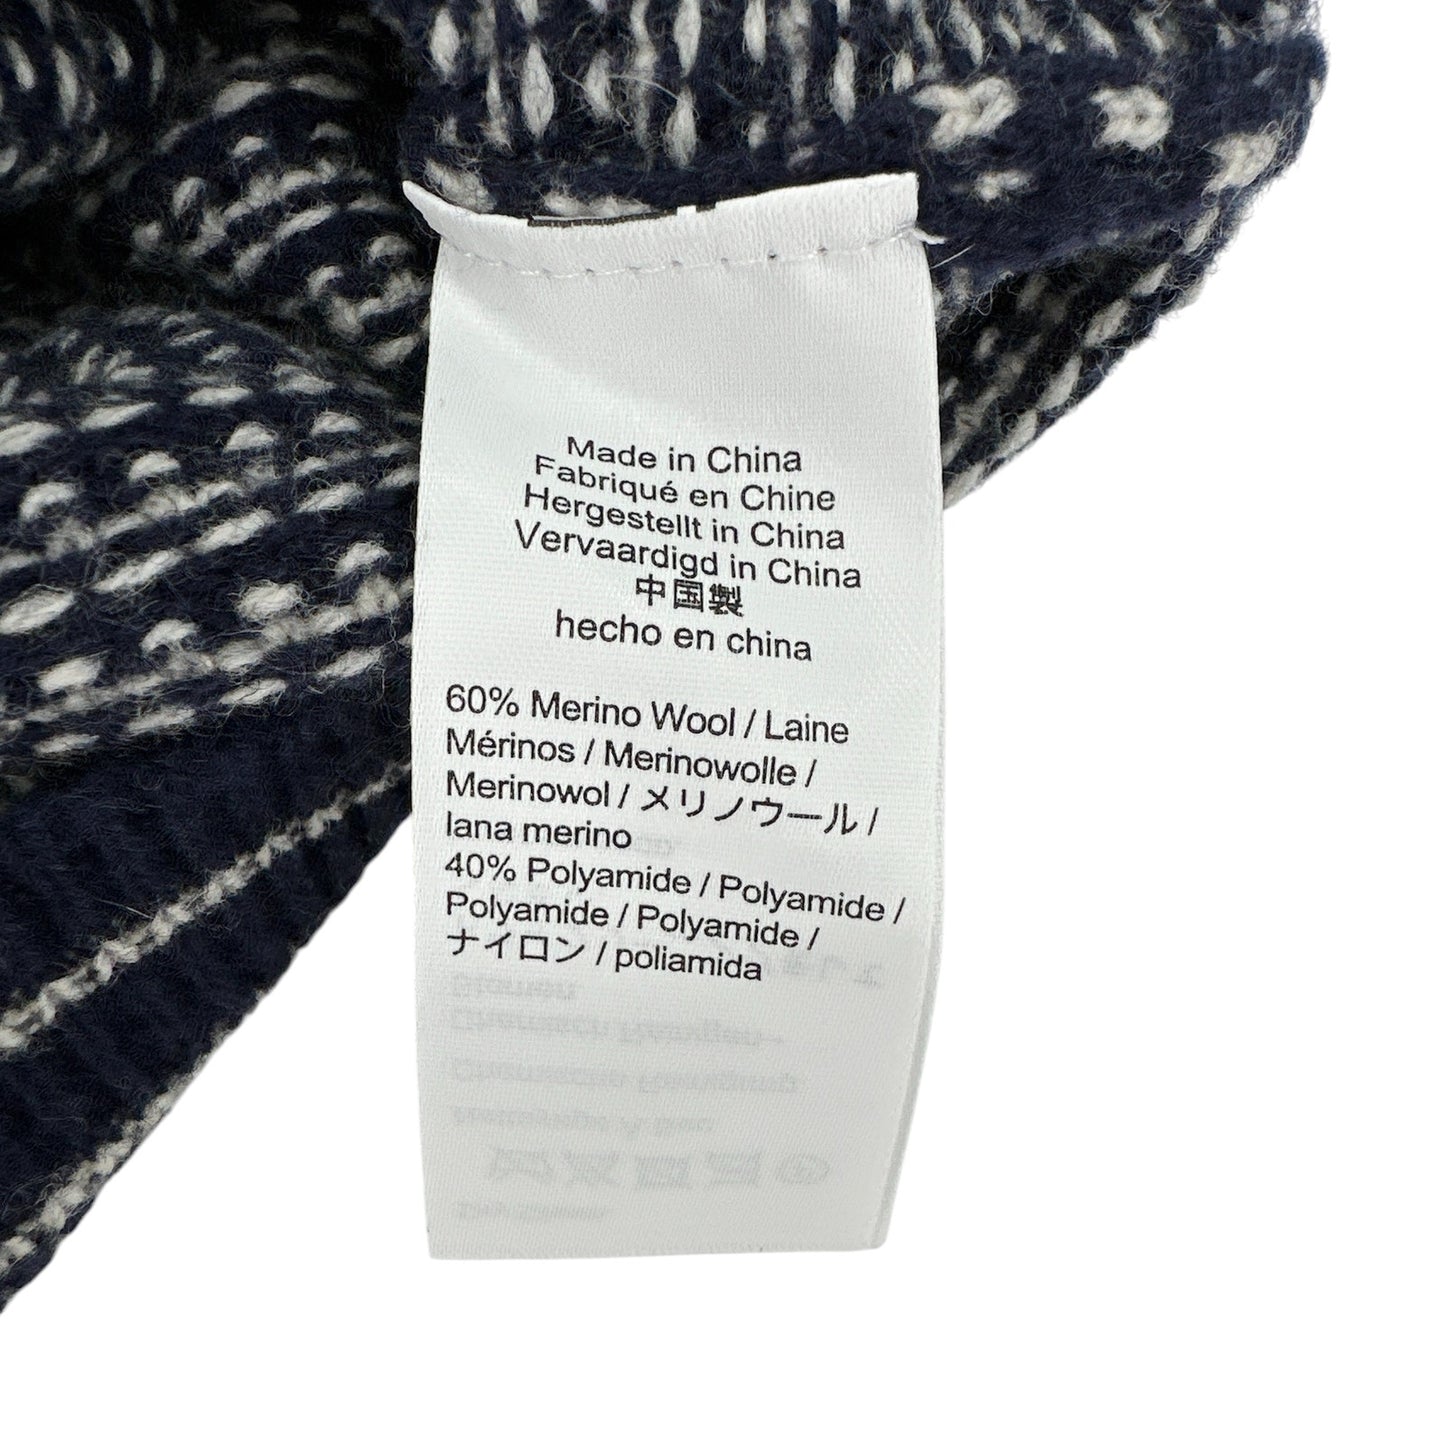 Made in China
Fabriqué en Chine
Hergestellt in China
Vervaardigd in China
中国製
hecho en china
60% Merino Wool / Laine
Mérinos / Merinowolle /
Merinowol / メリノウール /
lana merino
40% Polyamide / Polyamide /
Polyamide / Polyamide /
ナイロン / poliamida